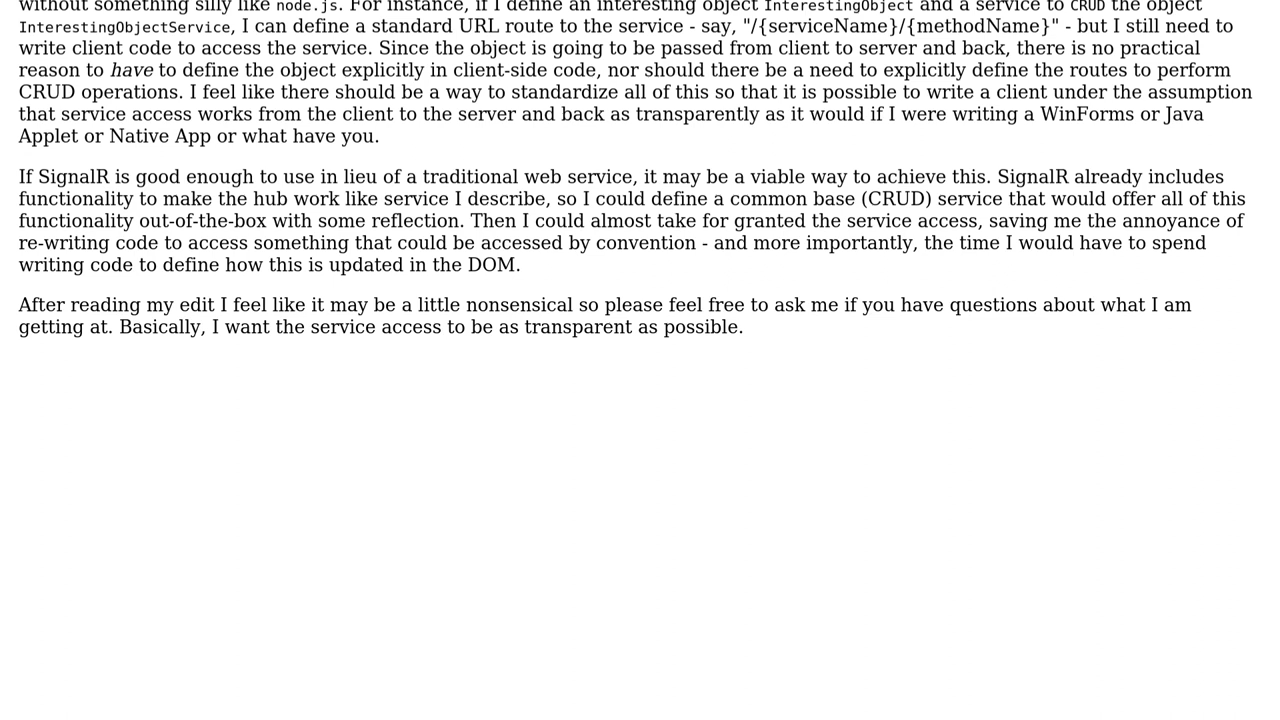 without something silly like node.js. For instance, if I define an interesting object InterestingObject and a service to CRUD the object
InterestingObjectService, I can define a standard URL route to the service - say, "/{serviceName}/{methodName}" - but I still need to
write client code to access the service. Since the object is going to be passed from client to server and back, there is no practical
reason to have to define the object explicitly in client-side code, nor should there be a need to explicitly define the routes to perform
CRUD operations. I feel like there should be a way to standardize all of this so that it is possible to write a client under the assumption
that service access works from the client to the server and back as transparently as it would if I were writing a WinForms or Java
Applet or Native App or what have you.
If SignalR is good enough to use in lieu of a traditional web service, it may be a viable way to achieve this. SignalR already includes
functionality to make the hub work like service I describe, so I could define a common base (CRUD) service that would offer all of this
functionality out-of-the-box with some reflection. Then I could almost take for granted the service access, saving me the annoyance of
re-writing code to access something that could be accessed by convention - and more importantly, the time I would have to spend
writing code to define how this is updated in the DOM.
After reading my edit I feel like it may be a little nonsensical so please feel free to ask me if you have questions about what I am
getting at. Basically, I want the service access to be as transparent as possible.